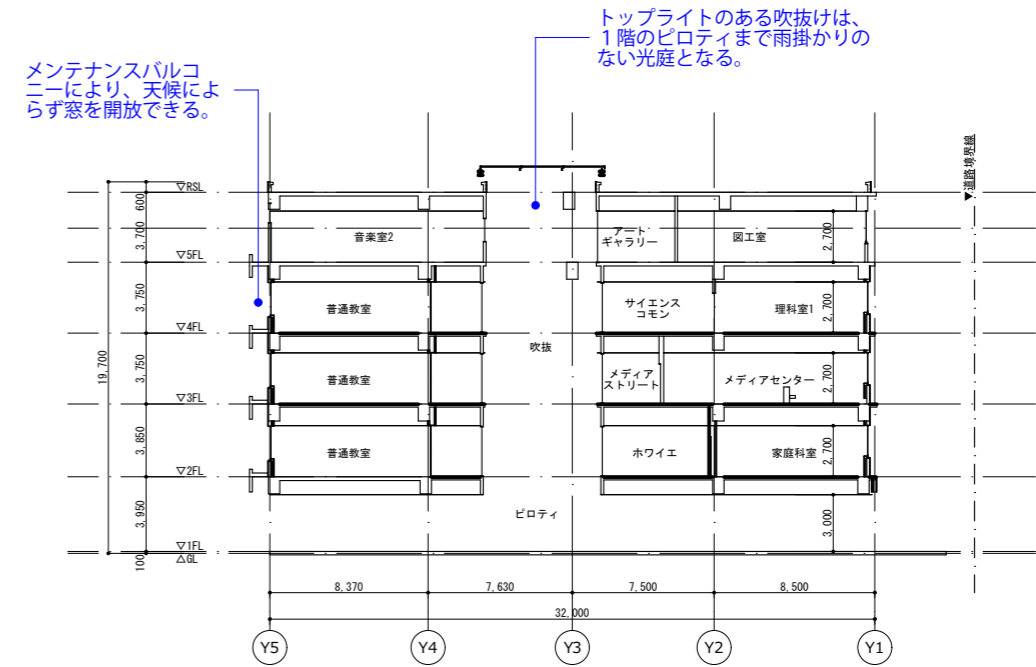 トップライトのある吹抜けは、
１階のピロティまで雨掛かりの
ない光庭となる。
メンテナンスバルコ
ニーにより、天候によ
らず窓を開放できる。
▼道路境界線
▽RSL
600
音楽室2
アート
ギャラリー
図工室
2,700
3,700
▽5FL
普通教室
サイエンス
コモン
理科室1
2,700
3,750
▽4FL
吹抜
19,700
普通教室
メディア
ストリート
メディアセンター
2,700
3,750
▽3FL
普通教室
ホワイエ
家庭科室
2,700
3,850
▽2FL
ピロティ
3,950
3,000
▽1FL
△GL
100
8,370
7,630
7,500
8,500
32,000
Y5
Y4
Y3
Y2
Y1